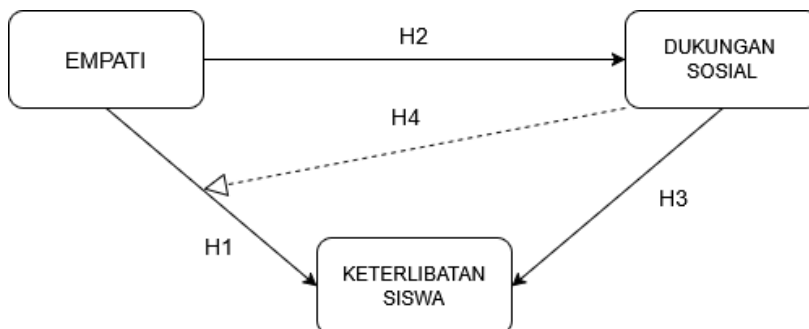 EMPATI
H2
DUKUNGAN
SOSIAL
H4
H3
H1
KETERLIBATAN
SISWA